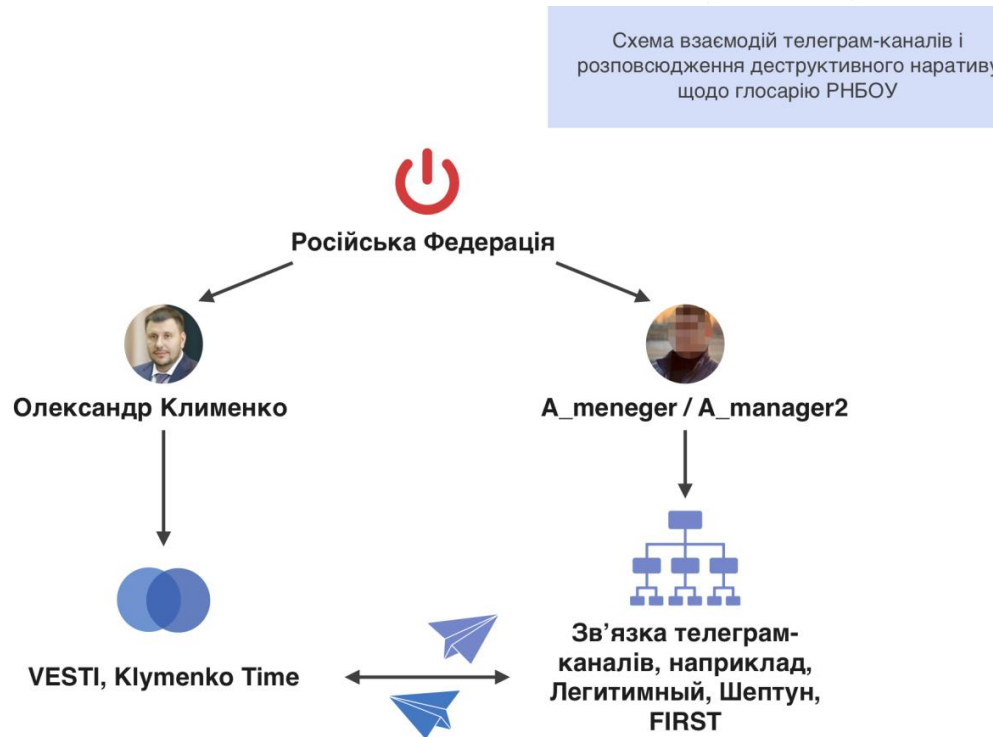 Схема взаємодій телеграм-каналів і
розповсюдження деструктивного наративу
щодо глосарію РНБОУ
Російська Федерація
Олександр Клименко
A_meneger / A_manager2
VESTI, Klymenko Time
Зв’язка телеграм-
каналів, наприклад,
Легитимный, Шептун,
FIRST